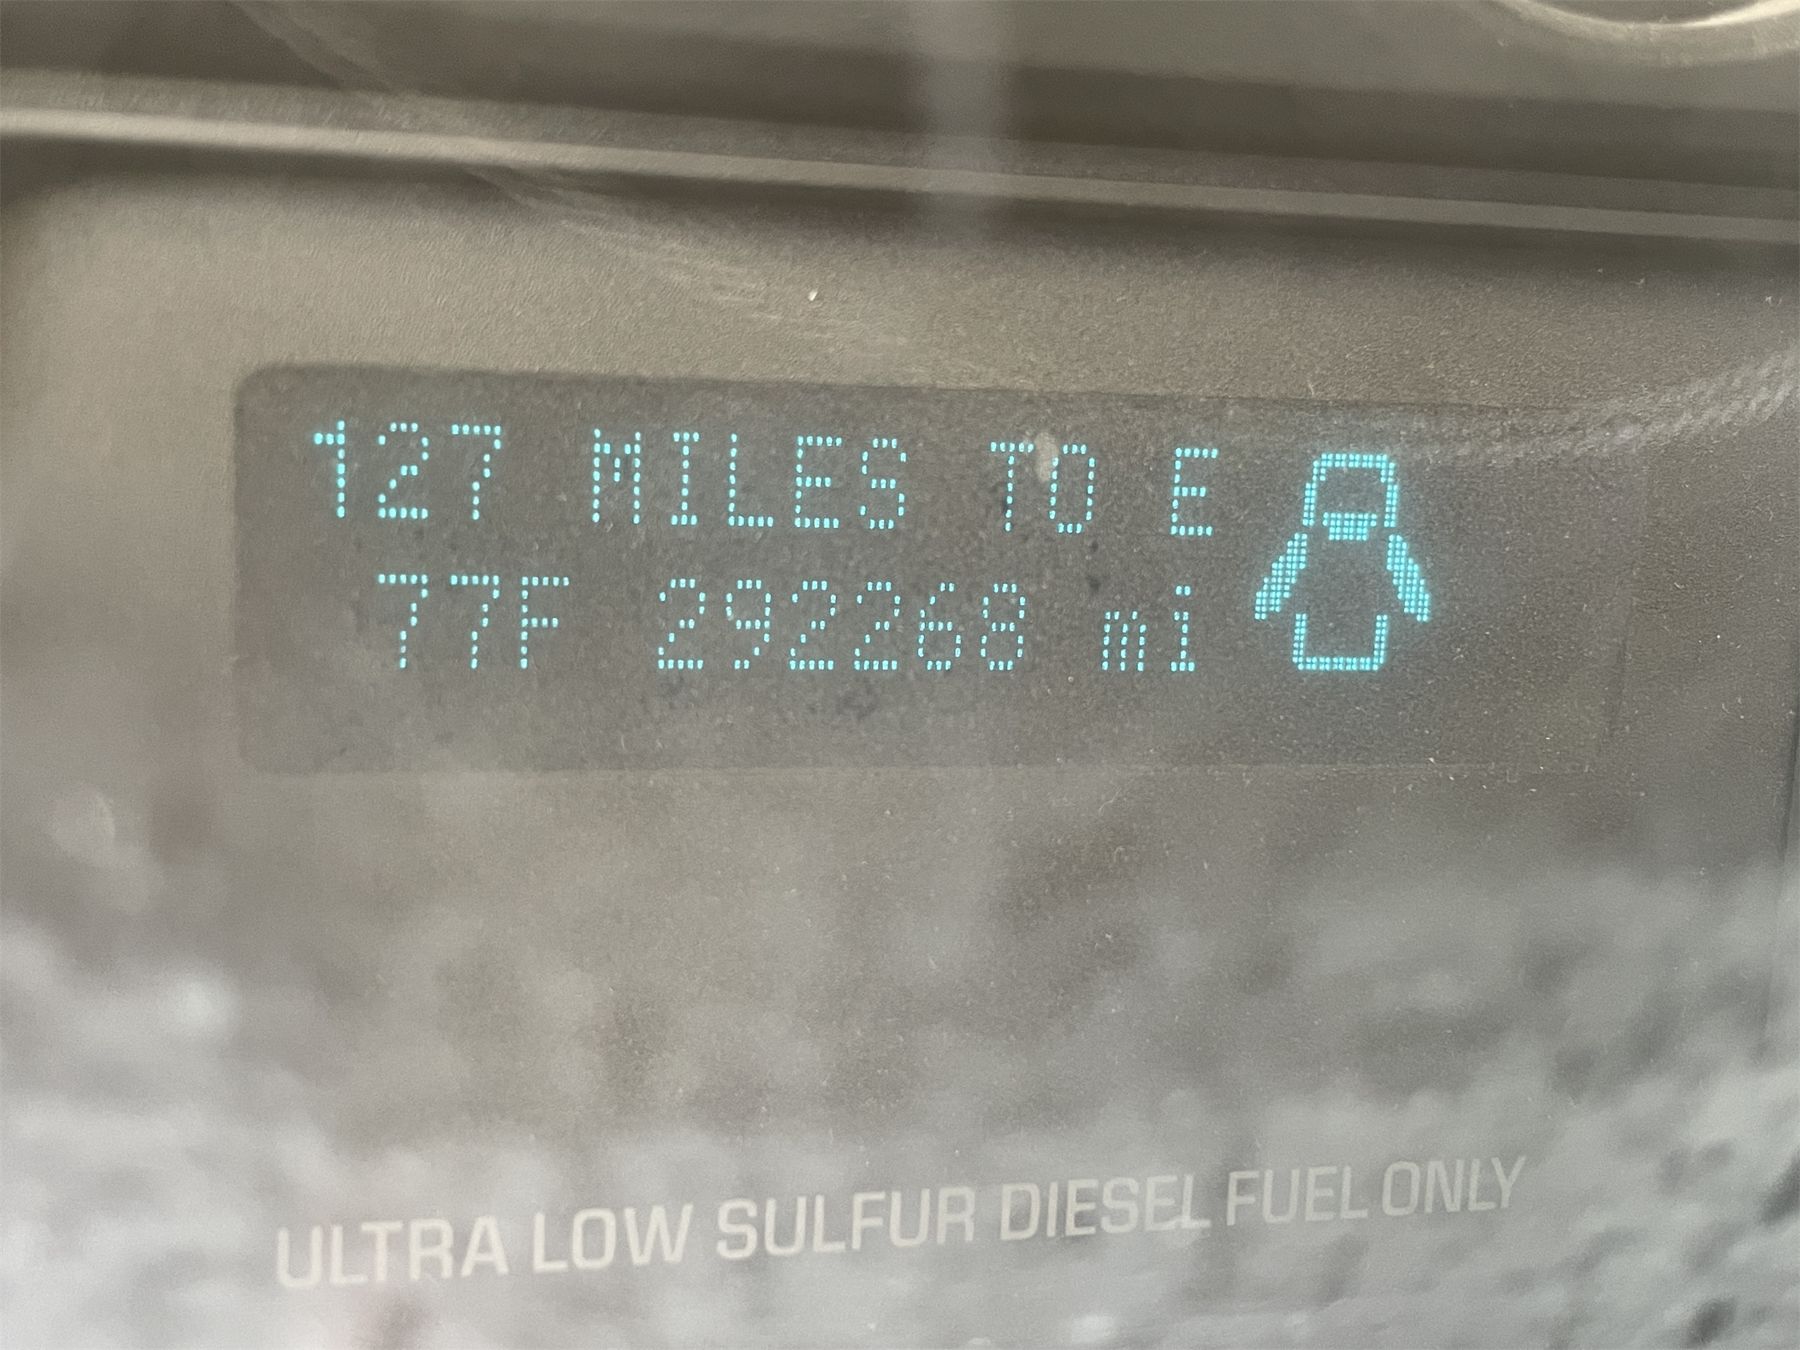 127 MILES TO E
77F 292268 mi
ULTRA LOW SULFUR DIESEL FUEL ONLY